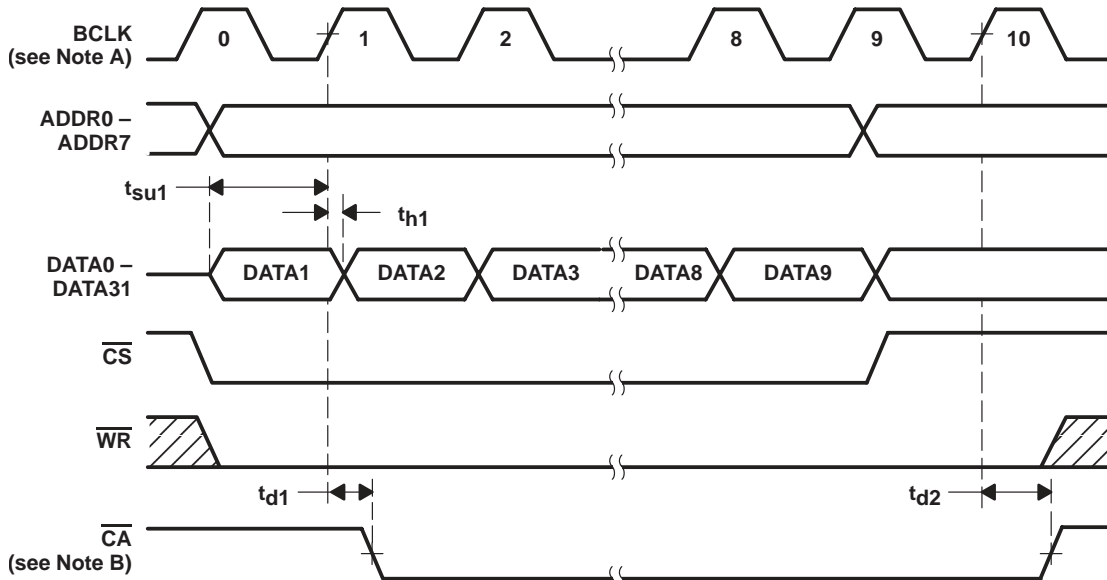 BCLK
(see Note A)
0 1 2 8 9 10
ADDR0 –
ADDR7
tsu1
th1
DATA0 –
DATA31
DATA1 DATA2 DATA3 DATA8 DATA9
CS
WR
td1 td2
CA
(see Note B)